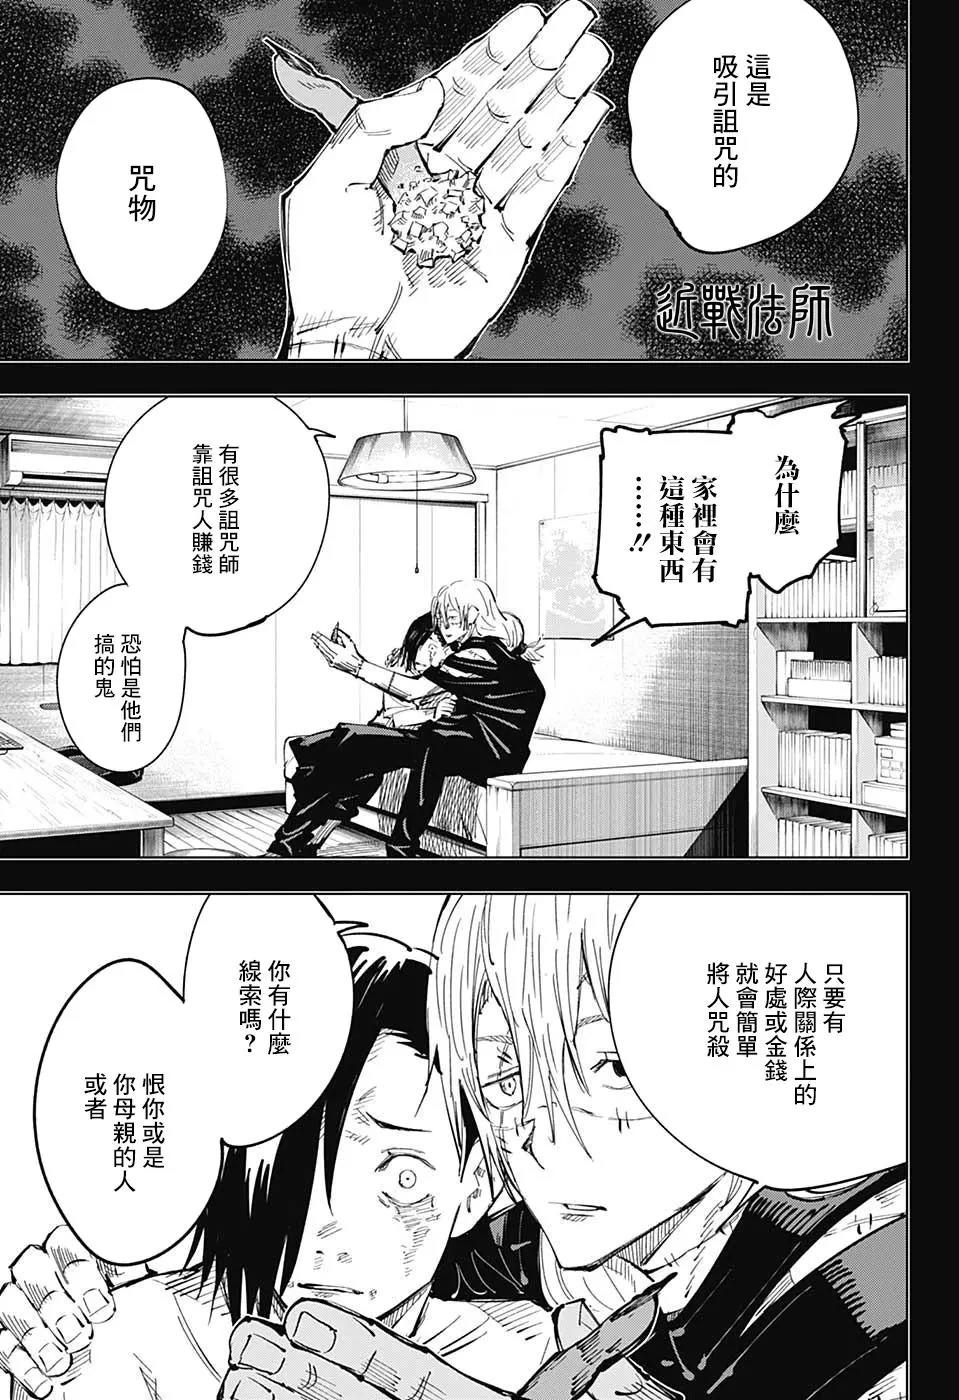 這是
吸引詛咒的
咒物
近戰法師
為什麼
家裡會有
這種東西
……!!
有很多詛咒師
靠詛咒人賺錢
恐怕是他們
搞的鬼
只要有
人際關係上的
好處或金錢
就會簡單
將人咒殺
你有什麼
線索嗎？
恨你或是
你母親的人
或者